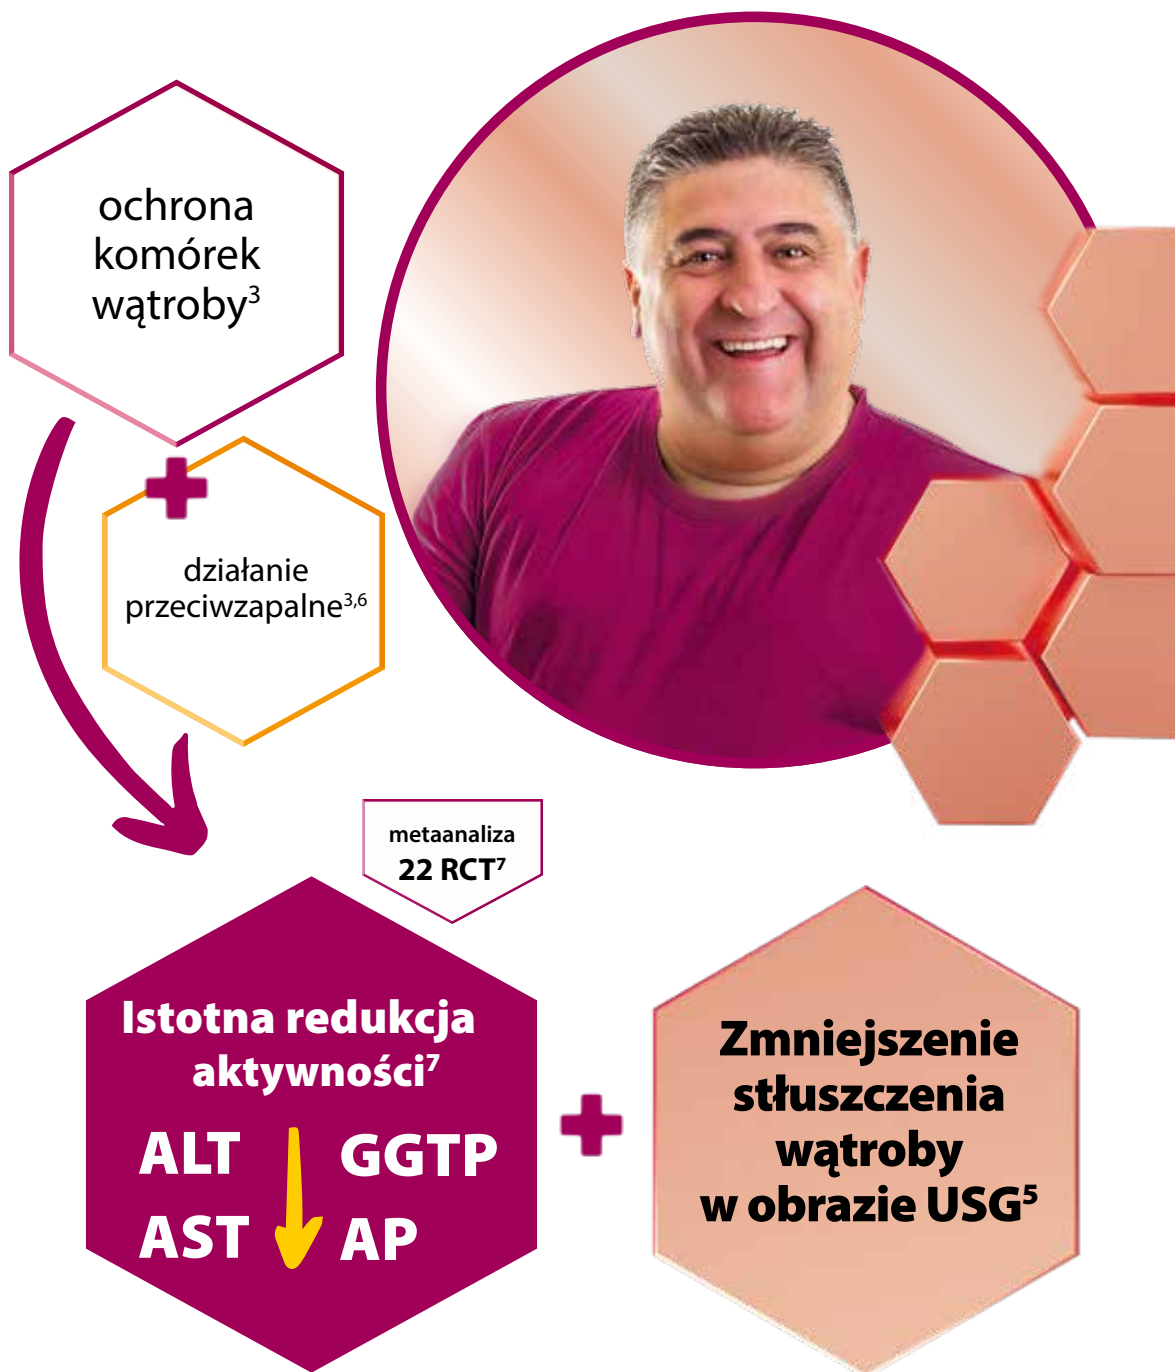 ochrona
komórek
wątroby³
działanie
przeciwzapalne³,⁶
metaanaliza
22 RCT⁷
Istotna redukcja
aktywności⁷
ALT GGTP
AST AP
Zmniejszenie
stłuszczenia
wątroby
w obrazie USG⁵